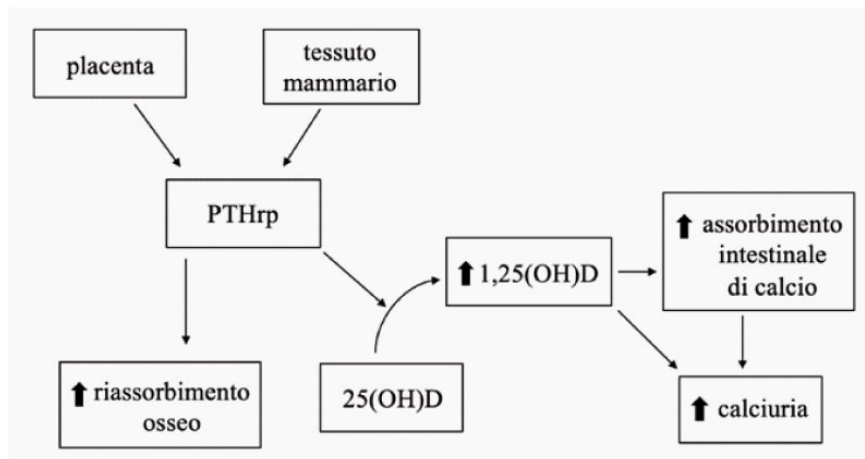 placenta
tessuto
mammario
PTHrp
⬆ 1,25(OH)D
⬆ assorbimento
intestinale
di calcio
⬆ riassorbimento
osseo
25(OH)D
⬆ calciuria